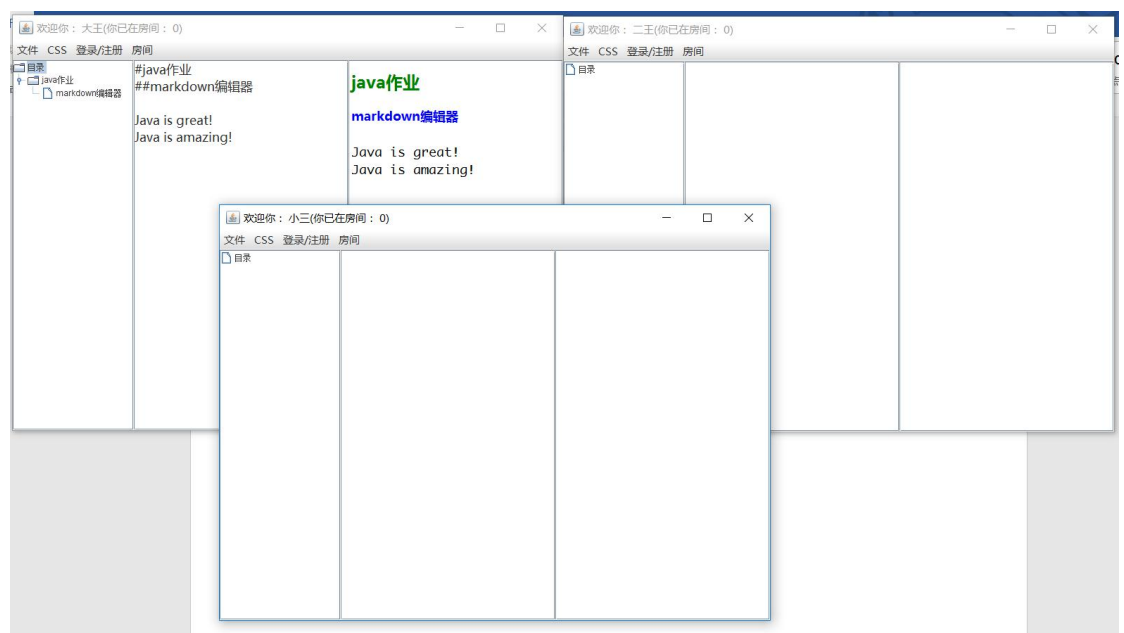 欢迎你： 大王(你已在房间： 0)
文件 CSS 登录/注册 房间
目录
java作业
markdown编辑器
#java作业
##markdown编辑器
Java is great!
Java is amazing!
java作业
markdown编辑器
Java is great!
Java is amazing!
欢迎你： 二王(你已在房间： 0)
文件 CSS 登录/注册 房间
目录
欢迎你： 小三(你已在房间： 0)
文件 CSS 登录/注册 房间
目录